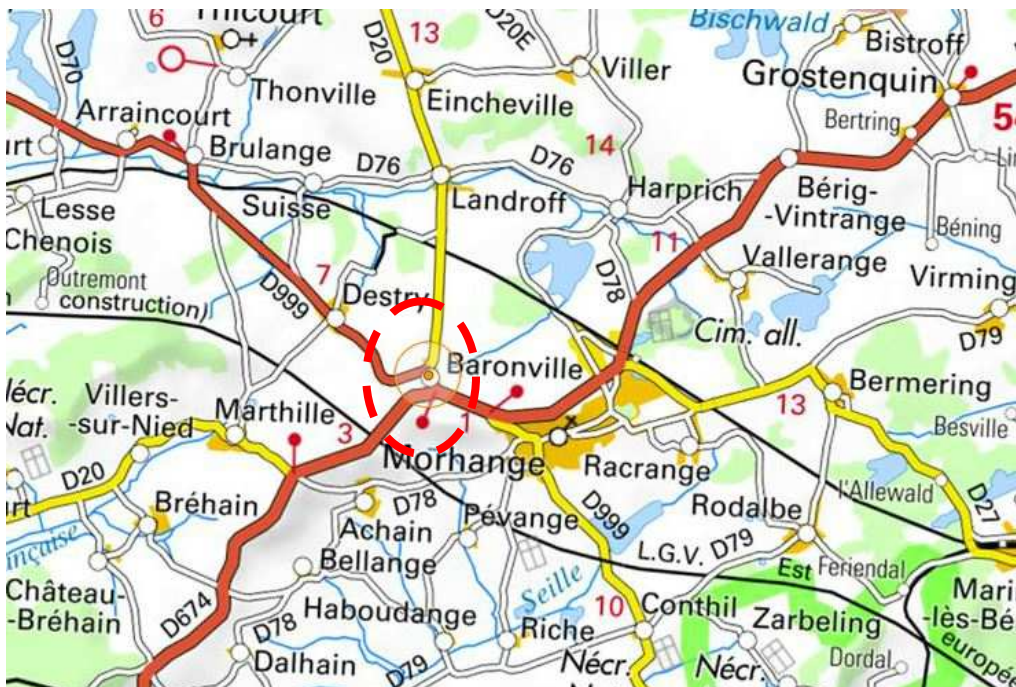 6
Thicourt
13
D20
D20E
Bischwald
Bistroff
D70
Thonville
Viller
Grostenquin
Eincheville
Arraincourt
14
Bertring
5
urt
Brulange
D76
D76
Harprich
Bérig-
-Vintrange
Lesse
Suisse
Landroff
Béning
Chenois
11
Vallerange
Virming
Outremont
construction)
7
D999
Destry
D78
Cim. all.
D79
Baronville
Bermering
Villers-
-sur-Nied
Marthille
Nat.
3
1
13
Besville
Morhange
Racrange
D20
D78
l'Allewald
Bréhain
Achain
Pévange
D999
Rodalbe
D27
Bellange
L.G.V.
D79
Est
Feriendal
Château-
-Bréhain
D674
Seille
Mari
-lès-Bé
Haboudange
10
Conthil
Zarbeling
europée
D78
Riche
Dalhain
D79
Nécr.
Nécr.
Dordal